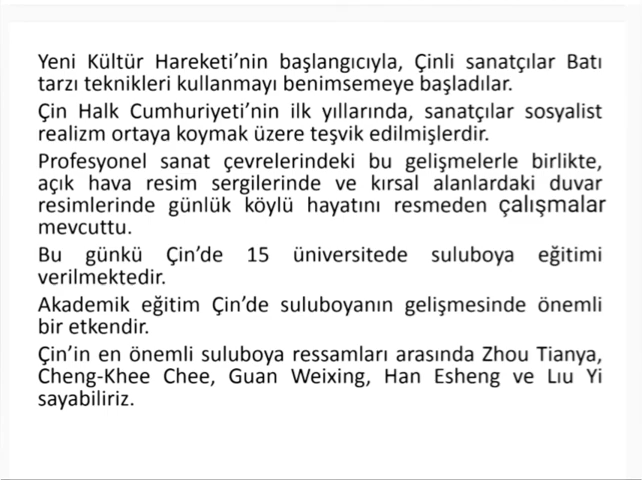 Yeni Kültür Hareketi’nin başlangıcıyla, Çinli sanatçılar Batı
tarzı teknikleri kullanmayı benimsemeye başladılar.
Çin Halk Cumhuriyeti’nin ilk yıllarında, sanatçılar sosyalist
realizm ortaya koymak üzere teşvik edilmişlerdir.
Profesyonel sanat çevrelerindeki bu gelişmelerle birlikte,
açık hava resim sergilerinde ve kırsal alanlardaki duvar
resimlerinde günlük köylü hayatını resmeden çalışmalar
mevcuttu.
Bu günkü Çin’de 15 üniversitede suluboya eğitimi
verilmektedir.
Akademik eğitim Çin’de suluboyanın gelişmesinde önemli
bir etkendir.
Çin’in en önemli suluboya ressamları arasında Zhou Tianya,
Cheng-Khee Chee, Guan Weixing, Han Esheng ve Lıu Yi
sayabiliriz.